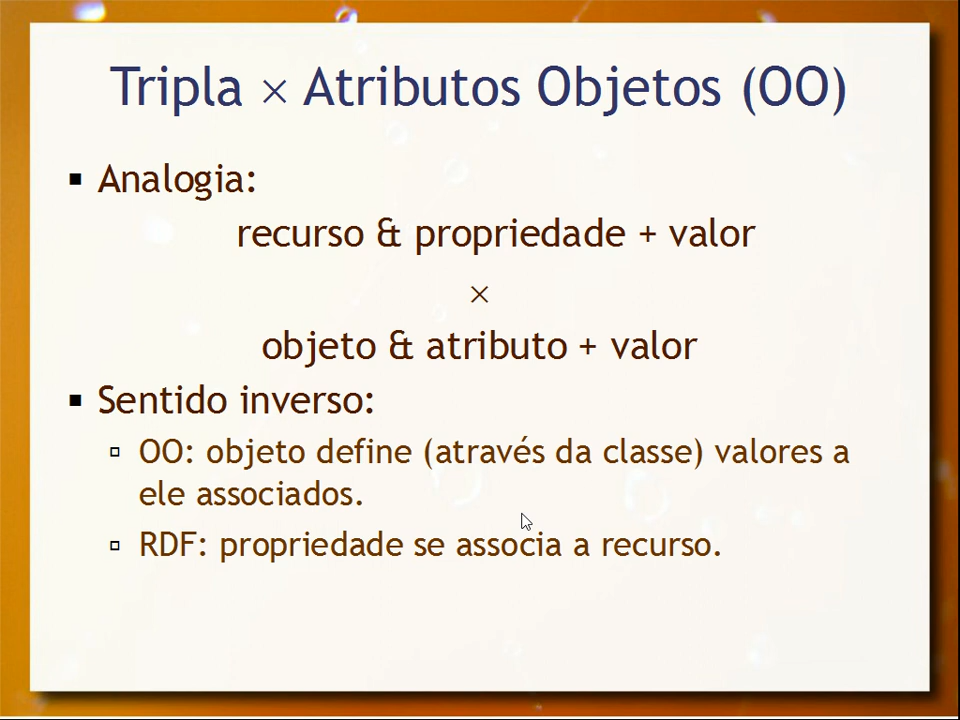 Tripla × Atributos Objetos (OO)
▪ Analogia:
recurso & propriedade + valor
×
objeto & atributo + valor
▪ Sentido inverso:
▫ OO: objeto define (através da classe) valores a
ele associados.
▫ RDF: propriedade se associa a recurso.